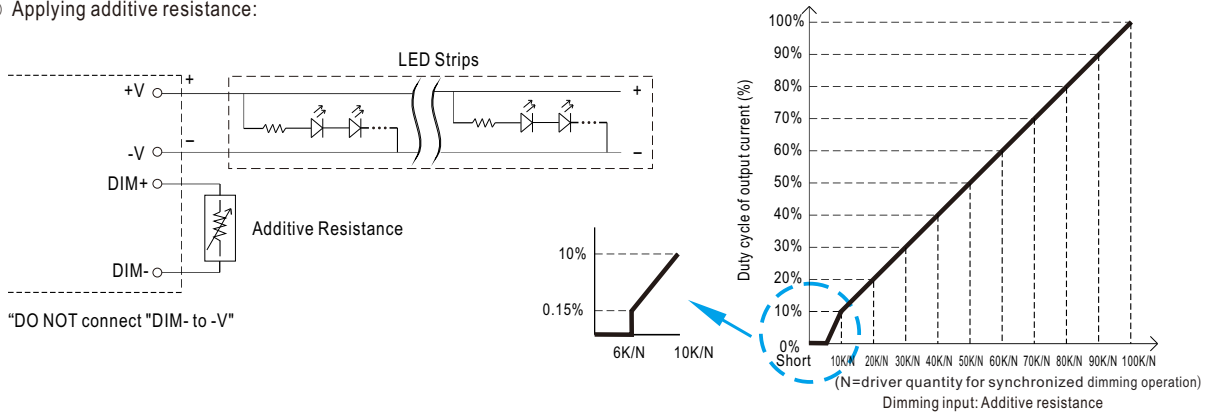 Applying additive resistance:
LED Strips
+V
+
-V
–
+
–
DIM+
DIM-
Additive Resistance
“DO NOT connect "DIM- to -V"
10%
0.15%
6K/N 10K/N
Duty cycle of output current (%)
100%
90%
80%
70%
60%
50%
40%
30%
20%
10%
0%
Short 10K/N 20K/N 30K/N 40K/N 50K/N 60K/N 70K/N 80K/N 90K/N 100K/N
(N=driver quantity for synchronized dimming operation)
Dimming input: Additive resistance